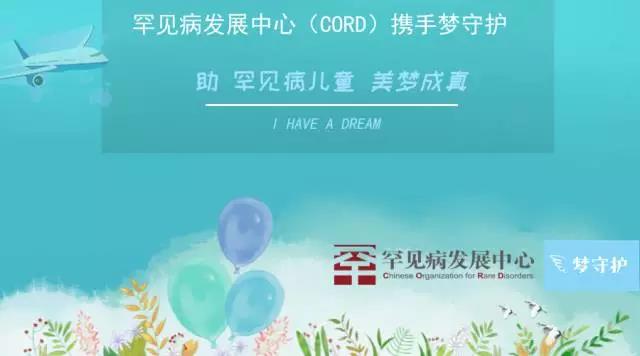 罕见病发展中心（CORD）携手梦守护
助 罕见病儿童 美梦成真
I HAVE A DREAM
罕见病发展中心
Chinese Organization for Rare Disorders
梦守护